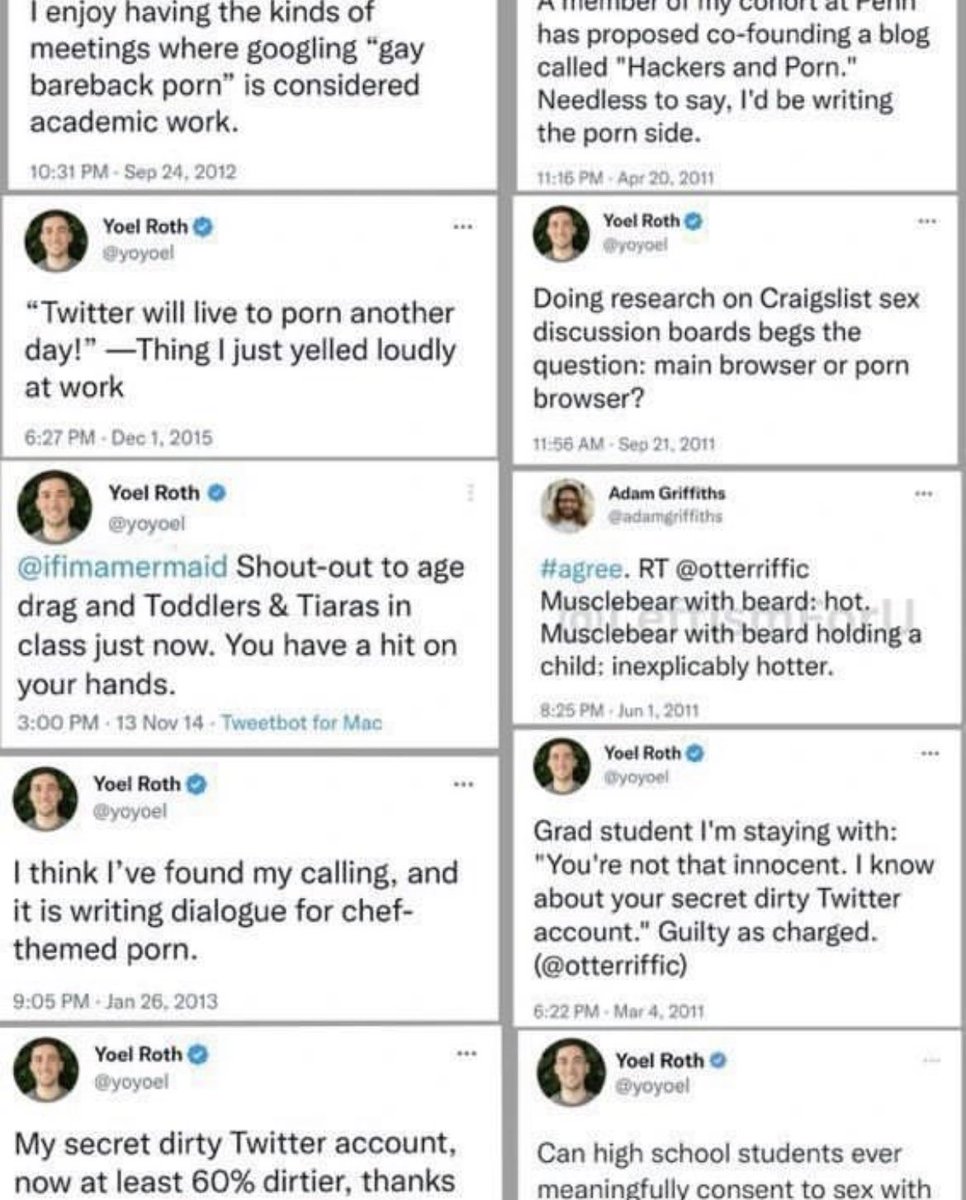 I enjoy having the kinds of
meetings where googling “gay
bareback porn” is considered
academic work.
10:31 PM · Sep 24, 2012
Yoel Roth
@yoyoel
“Twitter will live to porn another
day!” —Thing I just yelled loudly
at work
6:27 PM · Dec 1, 2015
Yoel Roth
@yoyoel
@ifimamermaid Shout-out to age
drag and Toddlers & Tiaras in
class just now. You have a hit on
your hands.
3:00 PM · 13 Nov 14 · Tweetbot for Mac
Yoel Roth
@yoyoel
I think I’ve found my calling, and
it is writing dialogue for chef-
themed porn.
9:05 PM · Jan 26, 2013
Yoel Roth
@yoyoel
My secret dirty Twitter account,
now at least 60% dirtier, thanks
A member of my cohort at Penn
has proposed co-founding a blog
called "Hackers and Porn."
Needless to say, I'd be writing
the porn side.
11:16 PM · Apr 20, 2011
Yoel Roth
@yoyoel
Doing research on Craigslist sex
discussion boards begs the
question: main browser or porn
browser?
11:56 AM · Sep 21, 2011
Adam Griffiths
@adamgriffiths
#agree. RT @otterriffic
Musclebear with beard: hot.
Musclebear with beard holding a
child: inexplicably hotter.
8:25 PM · Jun 1, 2011
Yoel Roth
@yoyoel
Grad student I'm staying with:
"You're not that innocent. I know
about your secret dirty Twitter
account." Guilty as charged.
(@otterriffic)
6:22 PM · Mar 4, 2011
Yoel Roth
@yoyoel
Can high school students ever
meaningfully consent to sex with